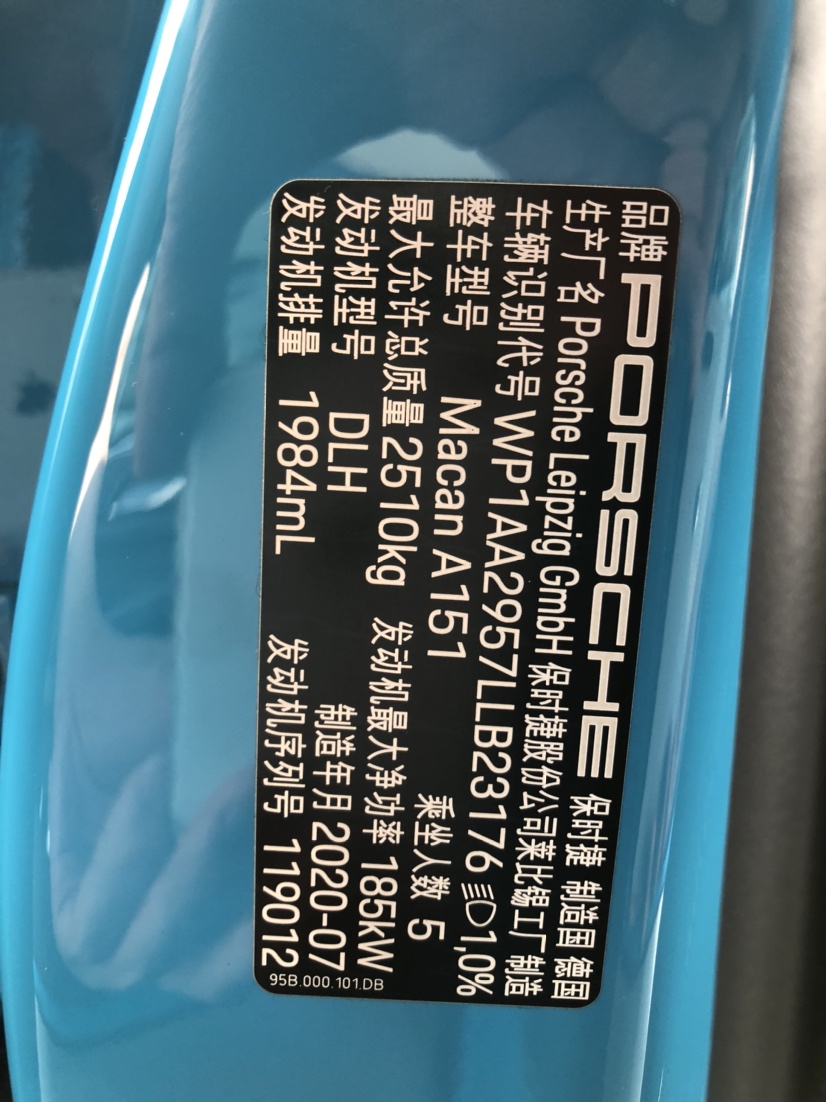 品牌 PORSCHE 保时捷 制造国 德国
生产厂名 Porsche Leipzig GmbH 保时捷股份公司莱比锡工厂 制造
车辆识别代号 WP1AA2957LLB23176 1,0%
整车型号 Macan A151 乘坐人数 5
最大允许总质量 2510kg 发动机最大净功率 185kW
发动机型号 DLH 制造年月 2020-07
发动机排量 1984mL 发动机序列号 119012
95B.000.101.DB